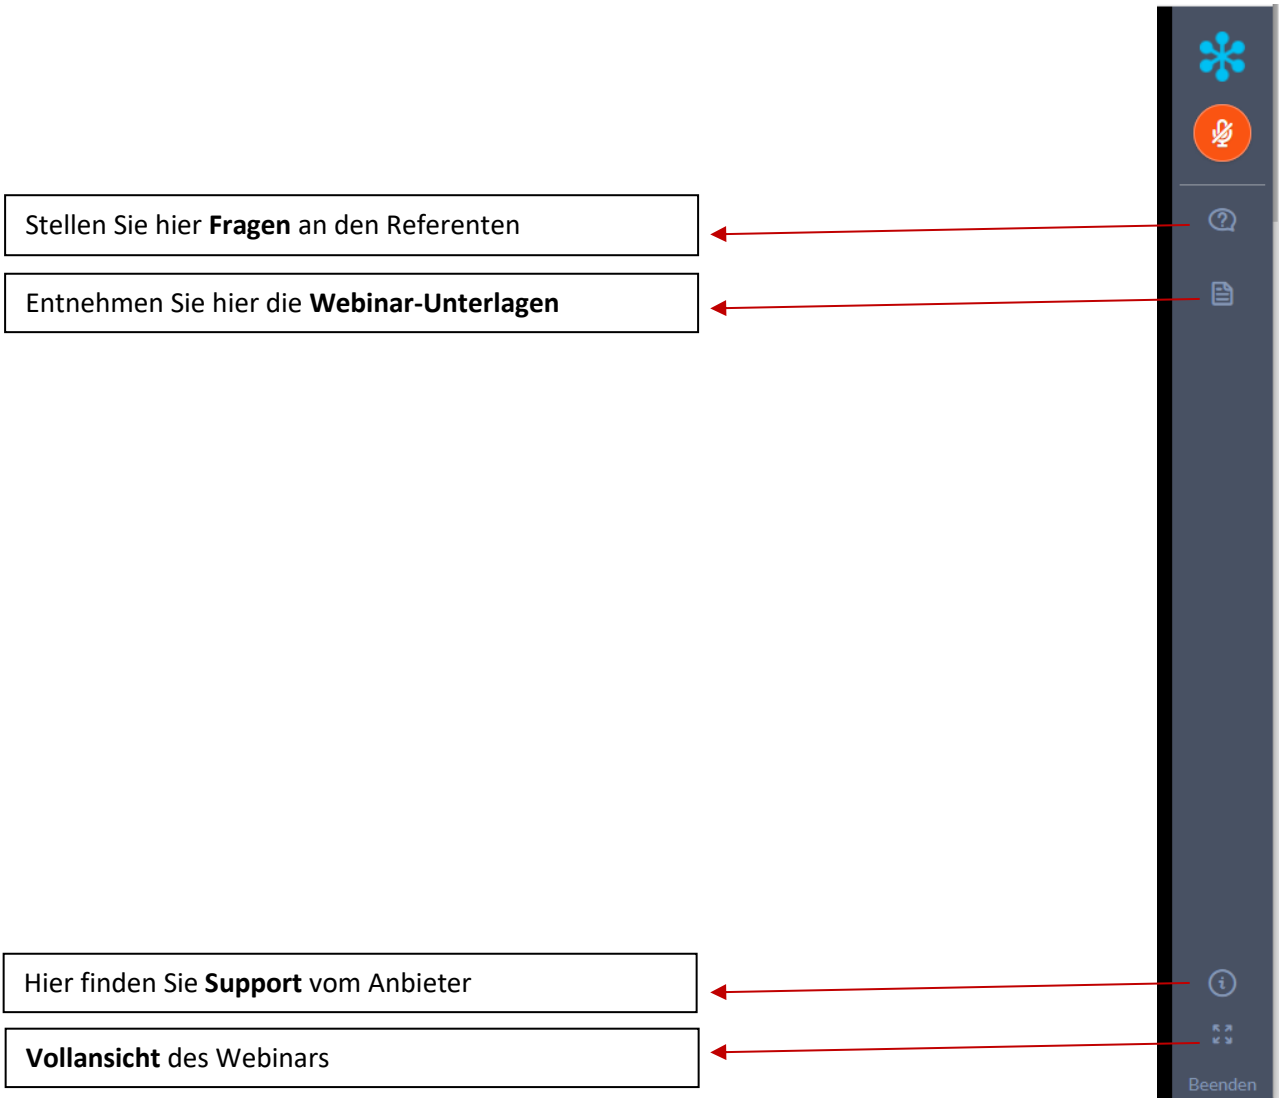 Stellen Sie hier Fragen an den Referenten
Entnehmen Sie hier die Webinar-Unterlagen
Hier finden Sie Support vom Anbieter
Vollansicht des Webinars
Beenden